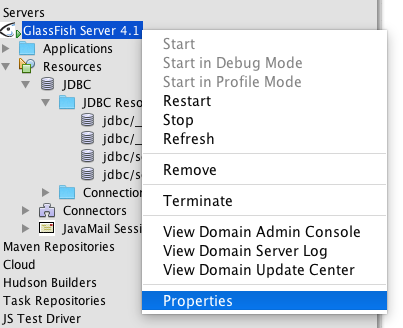 Servers
GlassFish Server 4.1
Applications
Resources
JDBC
JDBC Reso
jdbc/_
jdbc/_
jdbc/s
jdbc/s
Connection
Connectors
JavaMail Sessi
Maven Repositories
Cloud
Hudson Builders
Task Repositories
JS Test Driver
Start
Start in Debug Mode
Start in Profile Mode
Restart
Stop
Refresh
Remove
Terminate
View Domain Admin Console
View Domain Server Log
View Domain Update Center
Properties